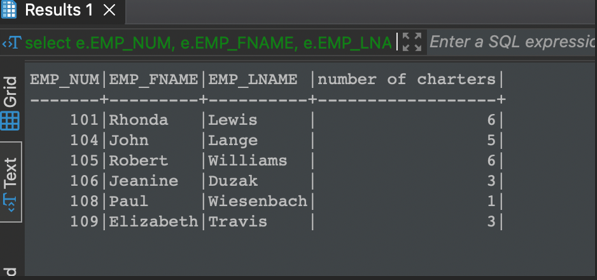 Results 1 ×
select e.EMP_NUM, e.EMP_FNAME, e.EMP_LNA Enter a SQL expressio
Grid
Text
EMP_NUM|EMP_FNAME|EMP_LNAME |number of charters|
-------+---------+----------+------------------+
    101|Rhonda   |Lewis     |                 6|
    104|John     |Lange     |                 5|
    105|Robert   |Williams  |                 6|
    106|Jeanine  |Duzak     |                 3|
    108|Paul     |Wiesenbach|                 1|
    109|Elizabeth|Travis    |                 3|